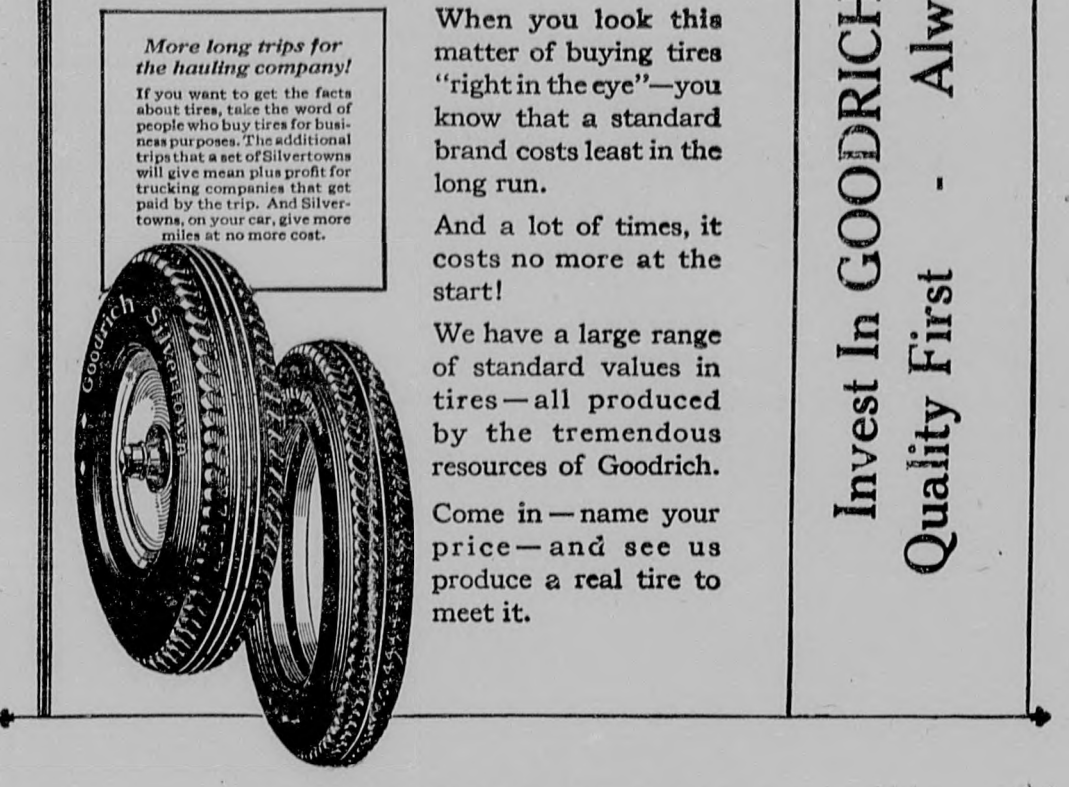 More long trips for
the hauling company!
If you want to get the facts
about tires, take the word of
people who buy tires for busi-
ness purposes. The additional
trips that a set of Silvertowns
will give mean plus profit for
trucking companies that get
paid by the trip. And Silver-
towns, on your car, give more
miles at no more cost.
Goodrich Silvertown
When you look this
matter of buying tires
"right in the eye"—you
know that a standard
brand costs least in the
long run.
And a lot of times, it
costs no more at the
start!
We have a large range
of standard values in
tires—all produced
by the tremendous
resources of Goodrich.
Come in—name your
price—and see us
produce a real tire to
meet it.
Invest In GOODRICH
Quality First - Alw